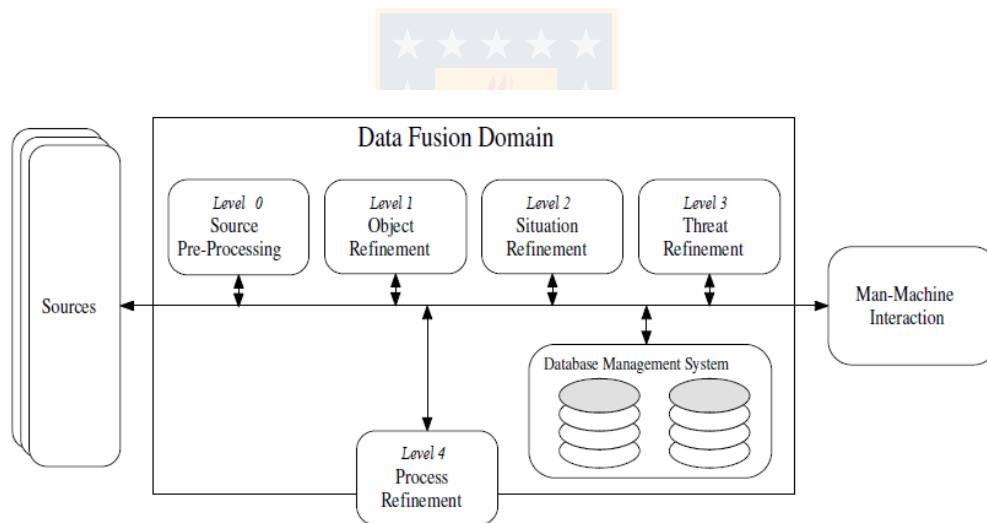 Data Fusion Domain
Level 0
Source
Pre-Processing
Level 1
Object
Refinement
Level 2
Situation
Refinement
Level 3
Threat
Refinement
Sources
Man-Machine
Interaction
Database Management System
Level 4
Process
Refinement